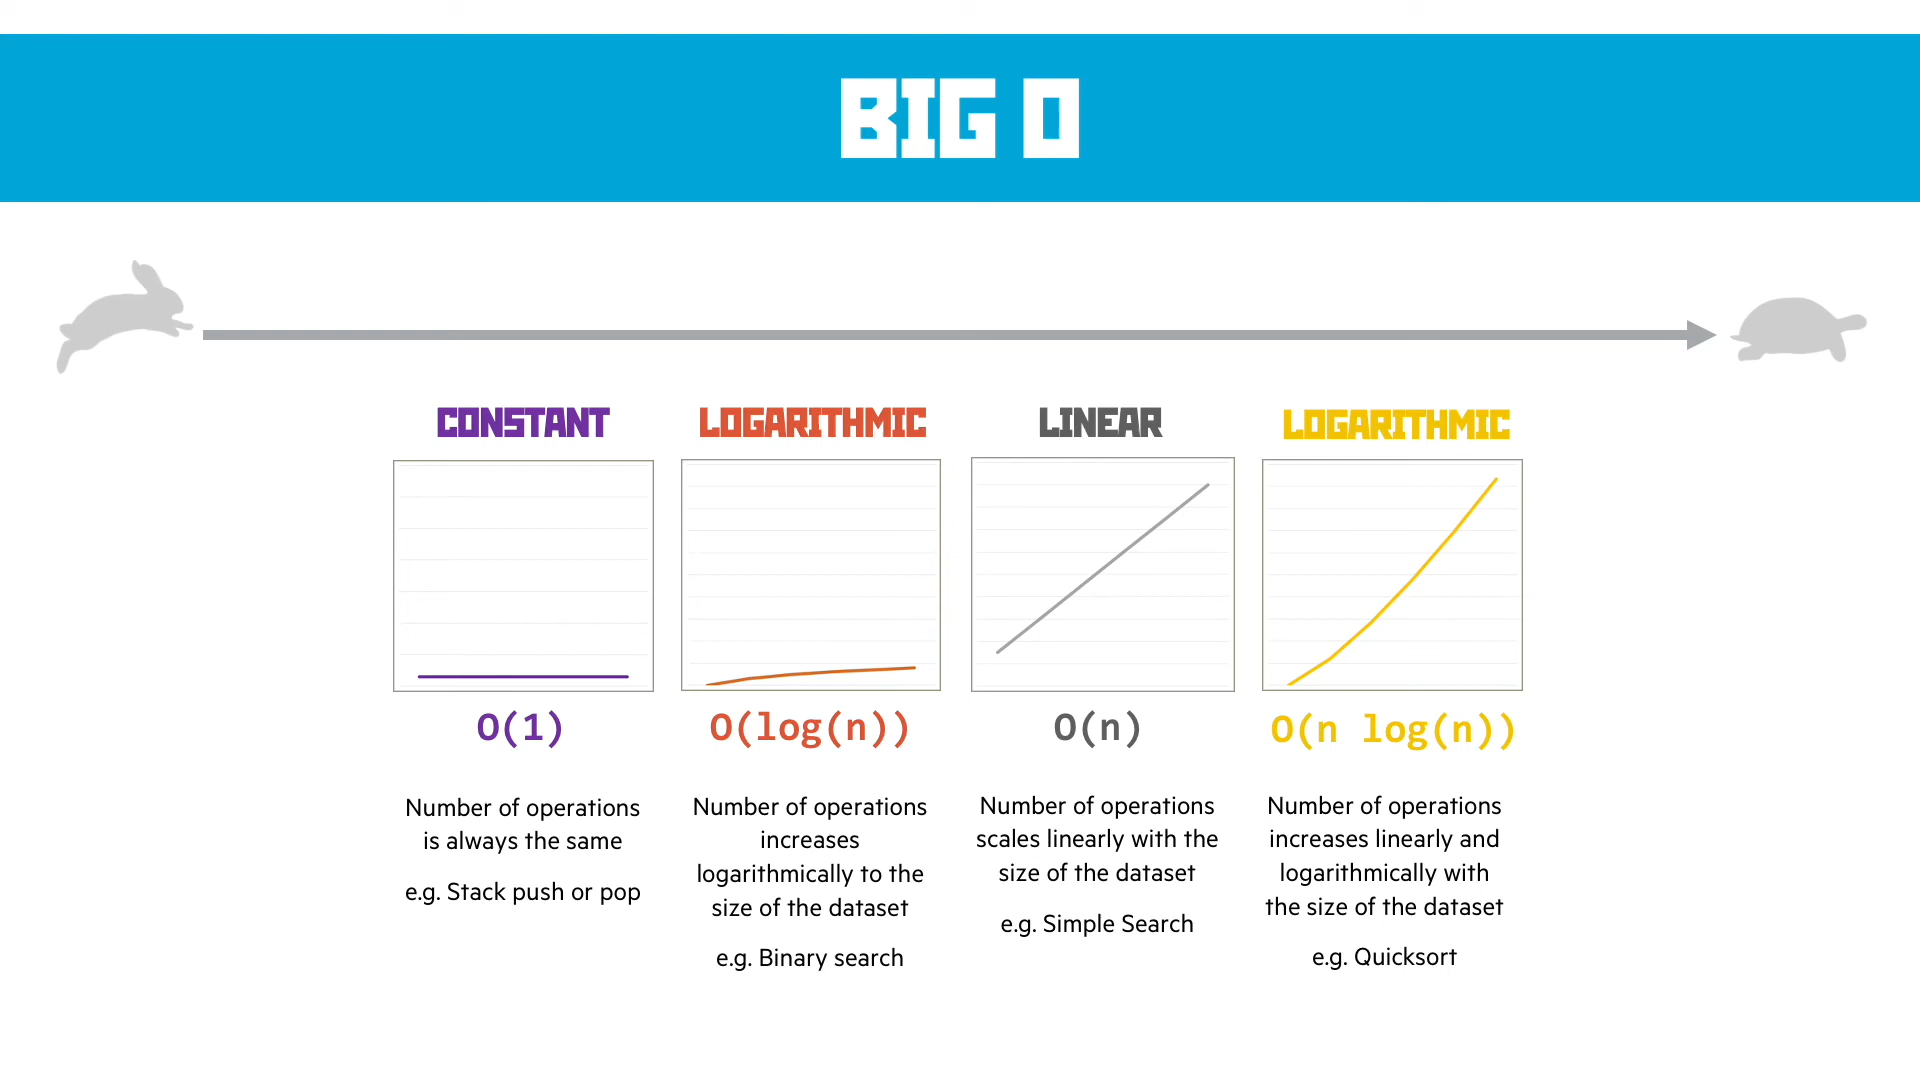 BIG O
CONSTANT
O(1)
Number of operations
is always the same
e.g. Stack push or pop
LOGARITHMIC
O(log(n))
Number of operations
increases
logarithmically to the
size of the dataset
e.g. Binary search
LINEAR
O(n)
Number of operations
scales linearly with the
size of the dataset
e.g. Simple Search
LOGARITHMIC
O(n log(n))
Number of operations
increases linearly and
logarithmically with
the size of the dataset
e.g. Quicksort